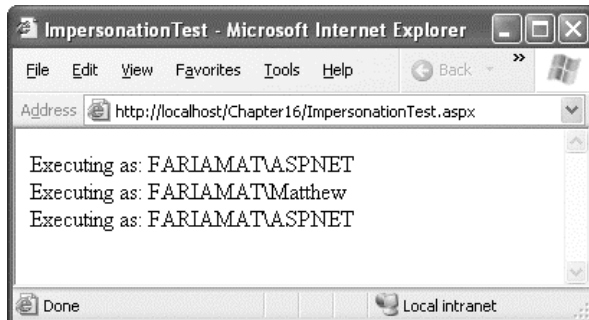 ImpersonationTest - Microsoft Internet Explorer
File Edit View Favorites Tools Help Back »
Address http://localhost/Chapter16/ImpersonationTest.aspx
Executing as: FARIAMAT\ASPNET
Executing as: FARIAMAT\Matthew
Executing as: FARIAMAT\ASPNET
Done Local intranet